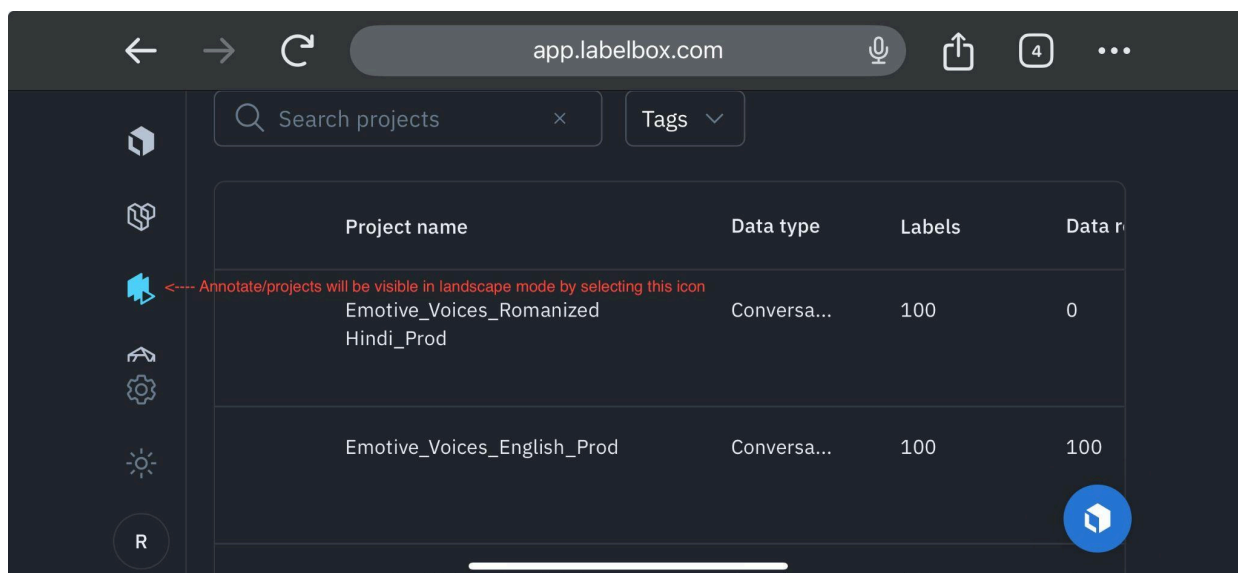 app.labelbox.com
4
Search projects
Tags
Project name Data type Labels Data r
<---- Annotate/projects will be visible in landscape mode by selecting this icon
Emotive_Voices_Romanized Conversa... 100 0
Hindi_Prod
Emotive_Voices_English_Prod Conversa... 100 100
R